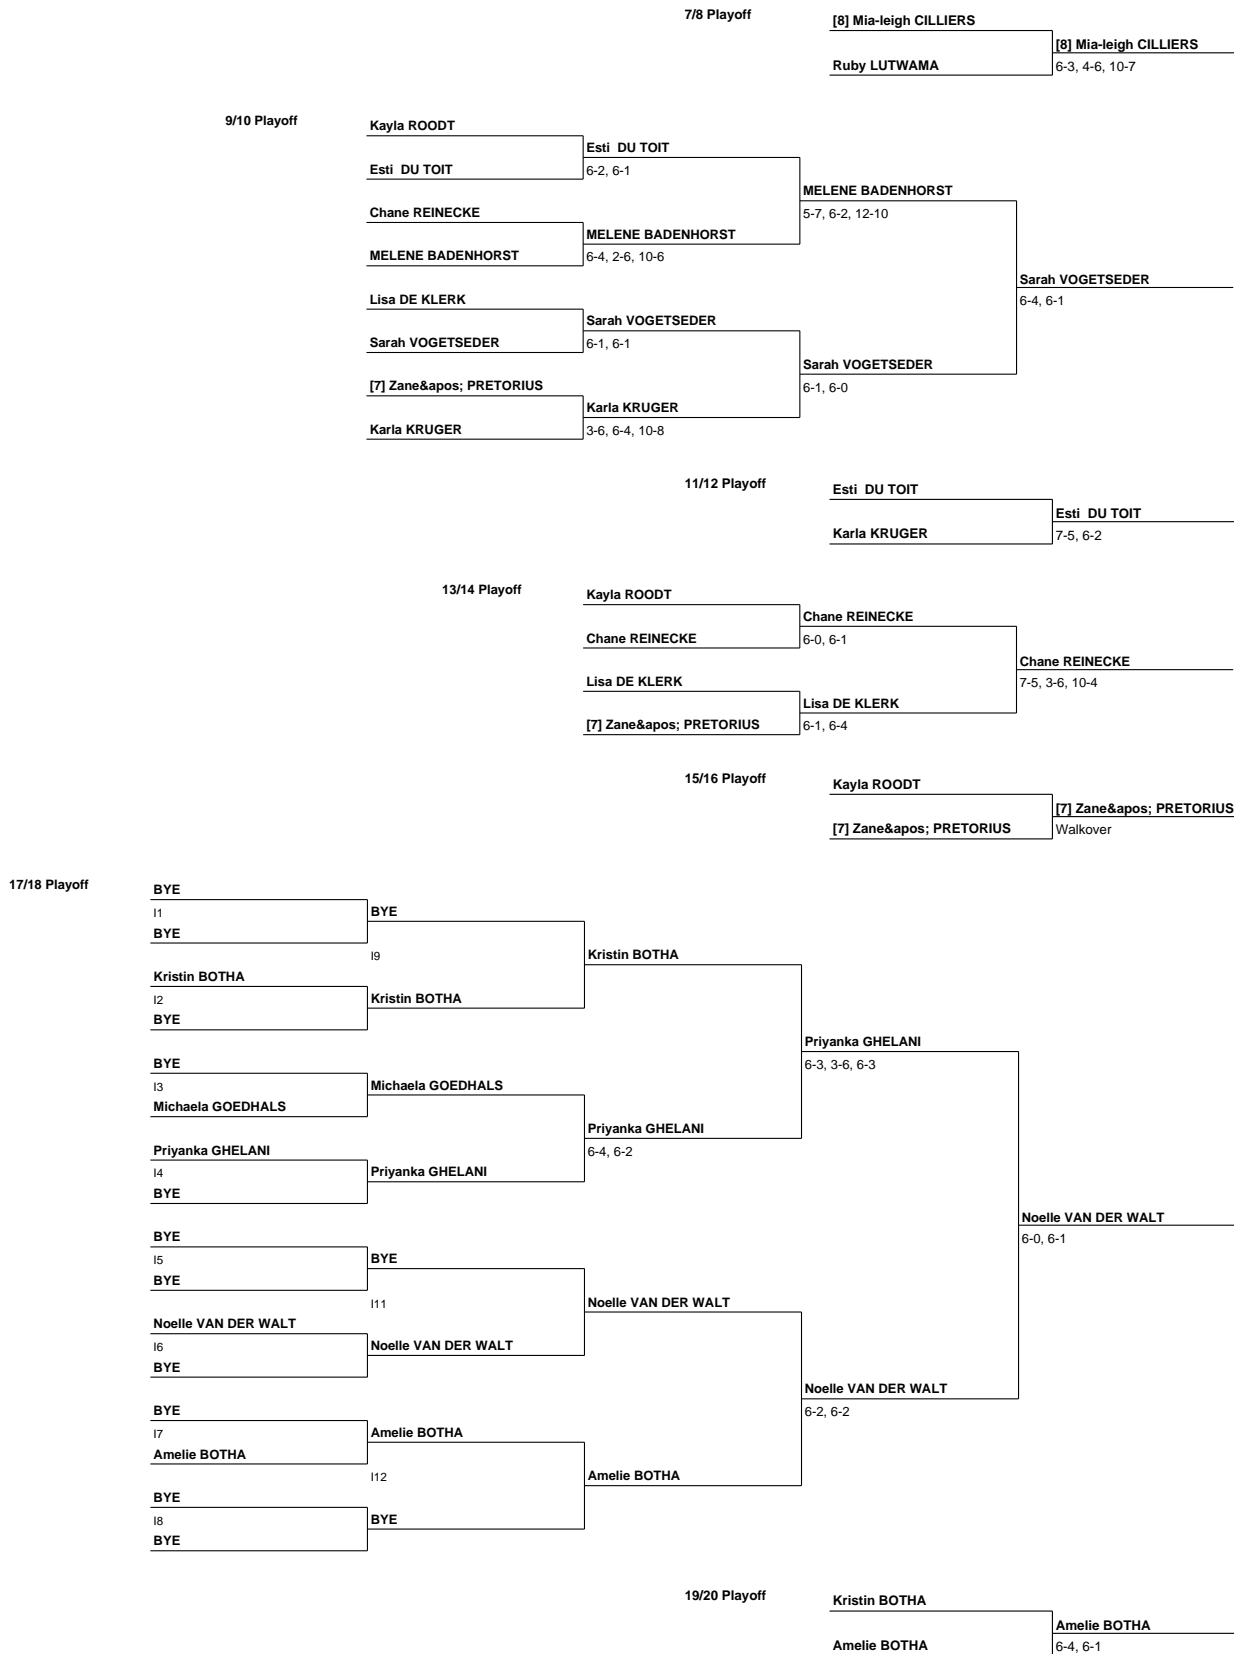 7/8 Playoff
[8] Mia-leigh CILLIERS
[8] Mia-leigh CILLIERS
Ruby LUTWAMA
6-3, 4-6, 10-7
9/10 Playoff
Kayla ROODT
Esti  DU TOIT
Esti  DU TOIT
6-2, 6-1
MELENE BADENHORST
5-7, 6-2, 12-10
Chane REINECKE
MELENE BADENHORST
MELENE BADENHORST
6-4, 2-6, 10-6
Sarah VOGETSEDER
6-4, 6-1
Lisa DE KLERK
Sarah VOGETSEDER
Sarah VOGETSEDER
6-1, 6-1
Sarah VOGETSEDER
6-1, 6-0
[7] Zane&apos; PRETORIUS
Karla KRUGER
Karla KRUGER
3-6, 6-4, 10-8
11/12 Playoff
Esti  DU TOIT
Esti  DU TOIT
Karla KRUGER
7-5, 6-2
13/14 Playoff
Kayla ROODT
Chane REINECKE
Chane REINECKE
6-0, 6-1
Chane REINECKE
7-5, 3-6, 10-4
Lisa DE KLERK
Lisa DE KLERK
[7] Zane&apos; PRETORIUS
6-1, 6-4
15/16 Playoff
Kayla ROODT
[7] Zane&apos; PRETORIUS
[7] Zane&apos; PRETORIUS
Walkover
17/18 Playoff
BYE
I1
BYE
BYE
I9
Kristin BOTHA
Kristin BOTHA
I2
Kristin BOTHA
BYE
Priyanka GHELANI
6-3, 3-6, 6-3
BYE
I3
Michaela GOEDHALS
Michaela GOEDHALS
Priyanka GHELANI
6-4, 6-2
Priyanka GHELANI
I4
Priyanka GHELANI
BYE
Noelle VAN DER WALT
6-0, 6-1
BYE
I5
BYE
BYE
I11
Noelle VAN DER WALT
Noelle VAN DER WALT
I6
Noelle VAN DER WALT
BYE
Noelle VAN DER WALT
6-2, 6-2
BYE
I7
Amelie BOTHA
Amelie BOTHA
I12
Amelie BOTHA
BYE
I8
BYE
BYE
19/20 Playoff
Kristin BOTHA
Amelie BOTHA
Amelie BOTHA
6-4, 6-1